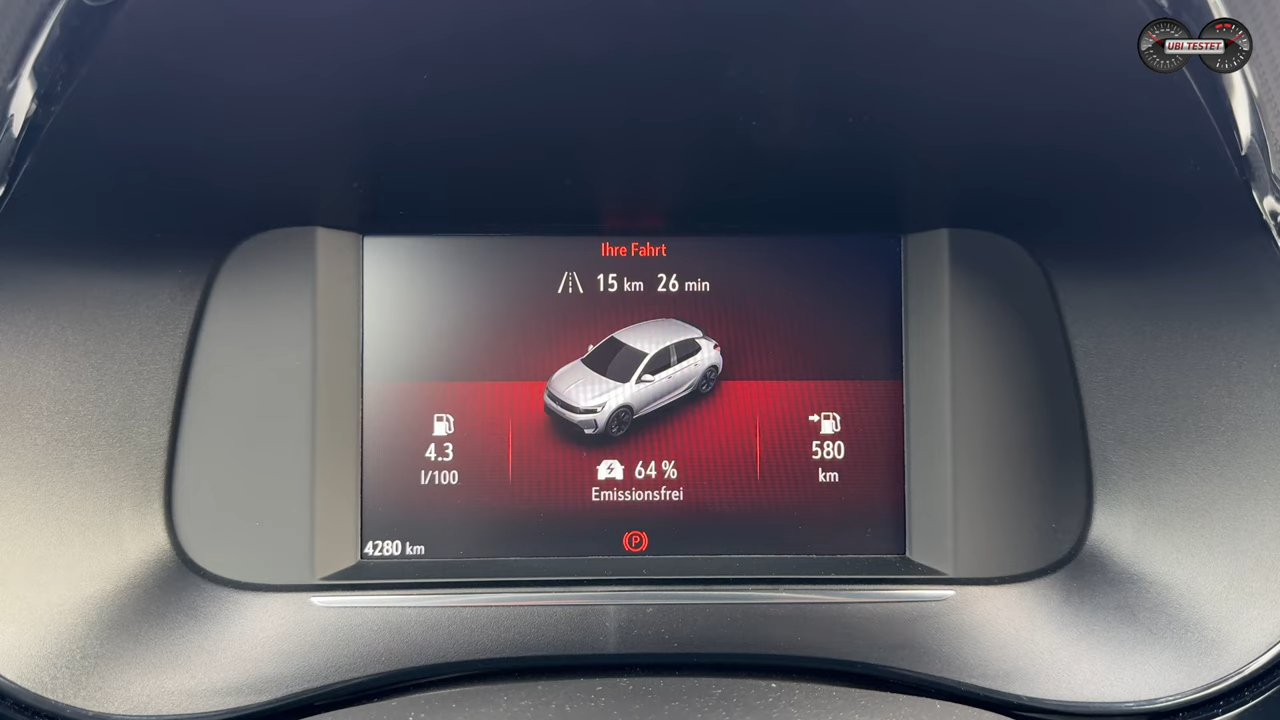 UBI TESTET
Ihre Fahrt
15 km 26 min
4.3
l/100
64 %
Emissionsfrei
580
km
4280 km
P